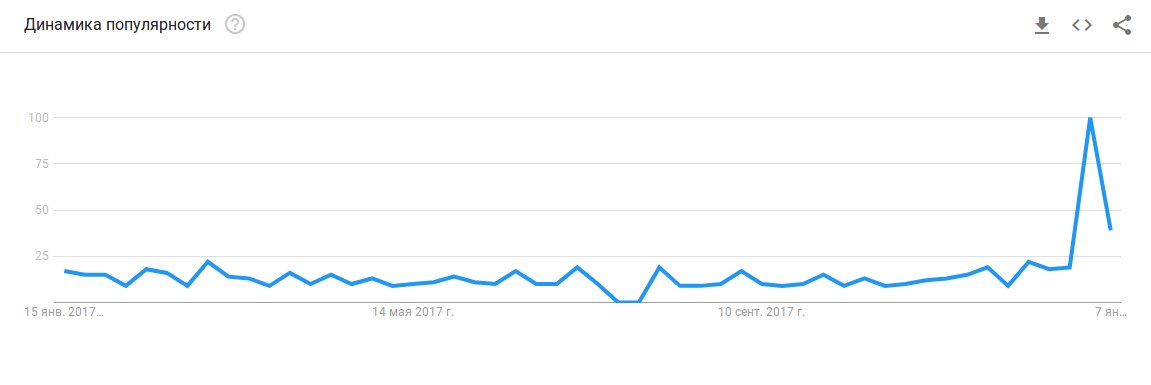 Динамика популярности
100
75
50
25
15 янв. 2017…
14 мая 2017 г.
10 сент. 2017 г.
7 ян…